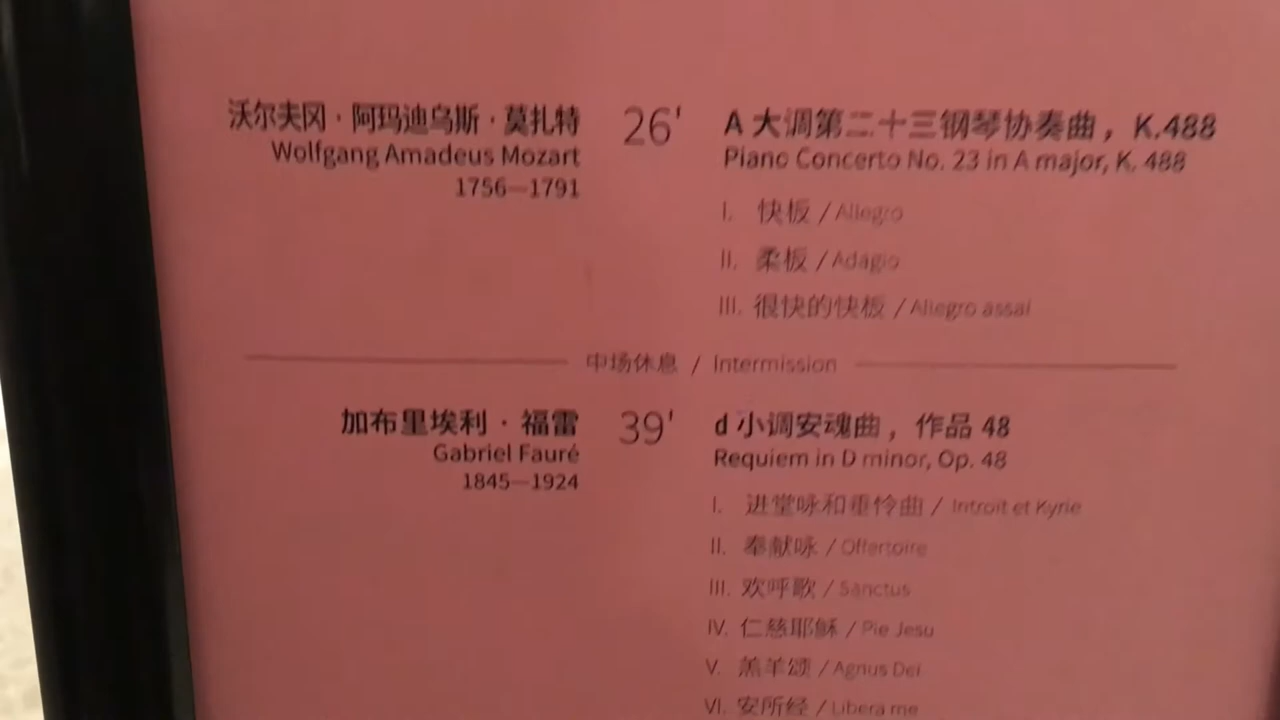 沃尔夫冈·阿玛迪乌斯·莫扎特 26' A 大调第二十三钢琴协奏曲，K.488
Wolfgang Amadeus Mozart Piano Concerto No. 23 in A major, K. 488
1756—1791
I. 快板 / Allegro
II. 柔板 / Adagio
III. 很快的快板 / Allegro assai
中场休息 / Intermission
加布里埃利·福雷 39' d 小调安魂曲，作品 48
Gabriel Fauré Requiem in D minor, Op. 48
1845—1924
I. 进堂咏和垂怜曲 / Introit et Kyrie
II. 奉献咏 / Offertoire
III. 欢呼歌 / Sanctus
IV. 仁慈耶稣 / Pie Jesu
V. 羔羊颂 / Agnus Dei
VI. 安所经 / Libera me